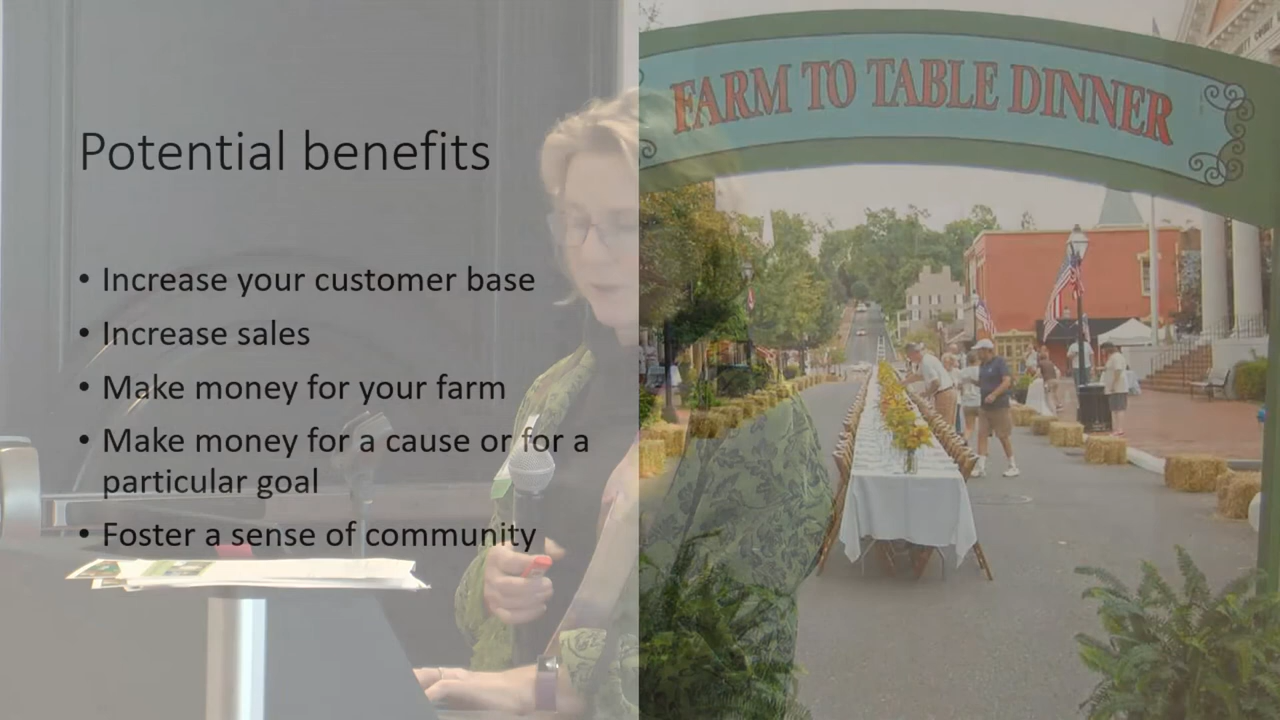 FARM TO TABLE DINNER
Potential benefits
• Increase your customer base
• Increase sales
• Make money for your farm
• Make money for a cause or for a
particular goal
• Foster a sense of community